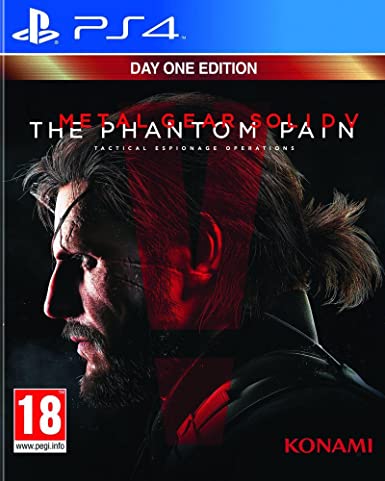 PS4
DAY ONE EDITION
METAL GEAR SOLID V
THE PHANTOM PAIN
TACTICAL ESPIONAGE OPERATIONS
18
www.pegi.info
KONAMI